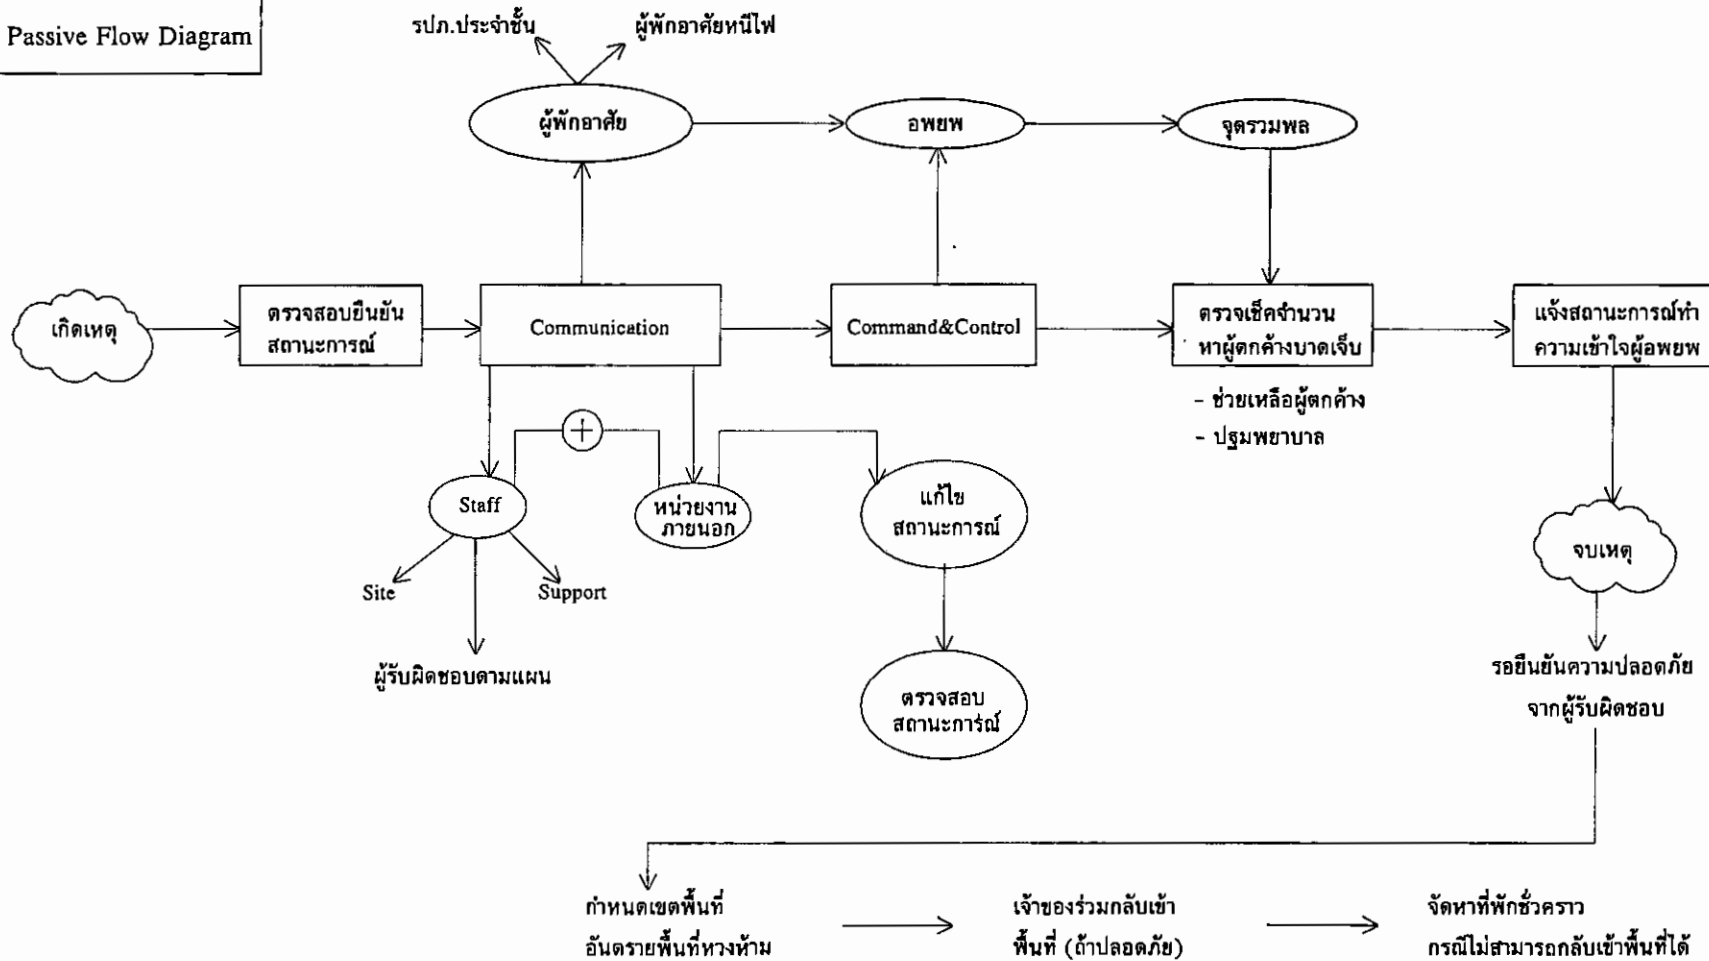 Passive Flow Diagram
รปภ.ประจำชั้น
ผู้พักอาศัยหนีไฟ
ผู้พักอาศัย
อพยพ
จุดรวมพล
เกิดเหตุ
ตรวจสอบยืนยัน
สถานะการณ์
Communication
Command&Control
ตรวจเช็คจำนวน
หาผู้ตกค้างบาดเจ็บ
แจ้งสถานะการณ์ทำ
ความเข้าใจผู้อพยพ
- ช่วยเหลือผู้ตกค้าง
- ปฐมพยาบาล
+
Staff
หน่วยงาน
ภายนอก
แก้ไข
สถานะการณ์
จบเหตุ
Site
Support
ผู้รับผิดชอบตามแผน
ตรวจสอบ
สถานะการณ์
รอยืนยันความปลอดภัย
จากผู้รับผิดชอบ
กำหนดเขตพื้นที่
อันตรายพื้นที่หวงห้าม
เจ้าของร่วมกลับเข้า
พื้นที่ (ถ้าปลอดภัย)
จัดหาที่พักชั่วคราว
กรณีไม่สามารถกลับเข้าพื้นที่ได้